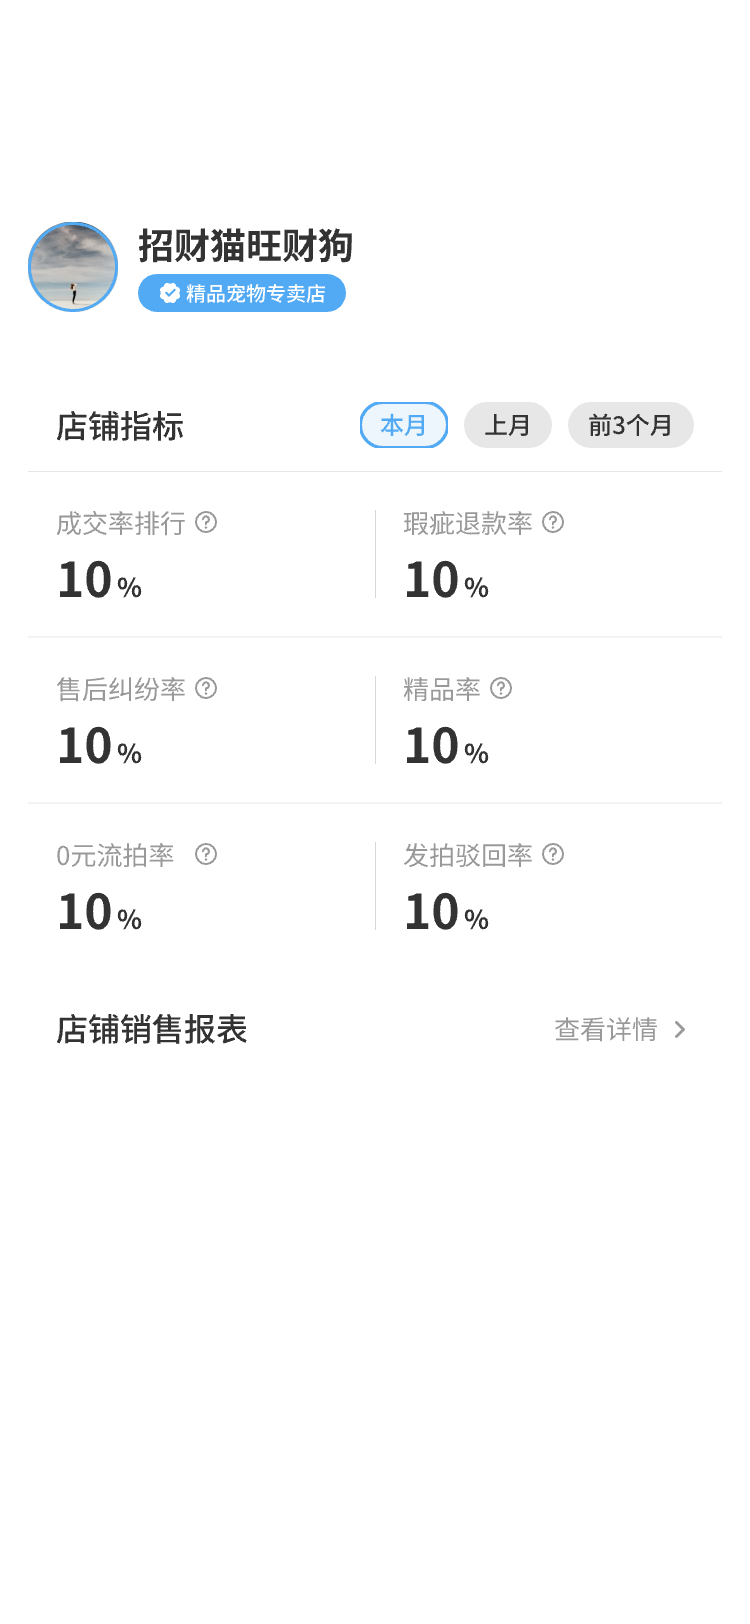 招财猫旺财狗
精品宠物专卖店
店铺指标 本月 上月 前3个月
成交率排行 瑕疵退款率
10% 10%
售后纠纷率 精品率
10% 10%
0元流拍率 发拍驳回率
10% 10%
店铺销售报表 查看详情